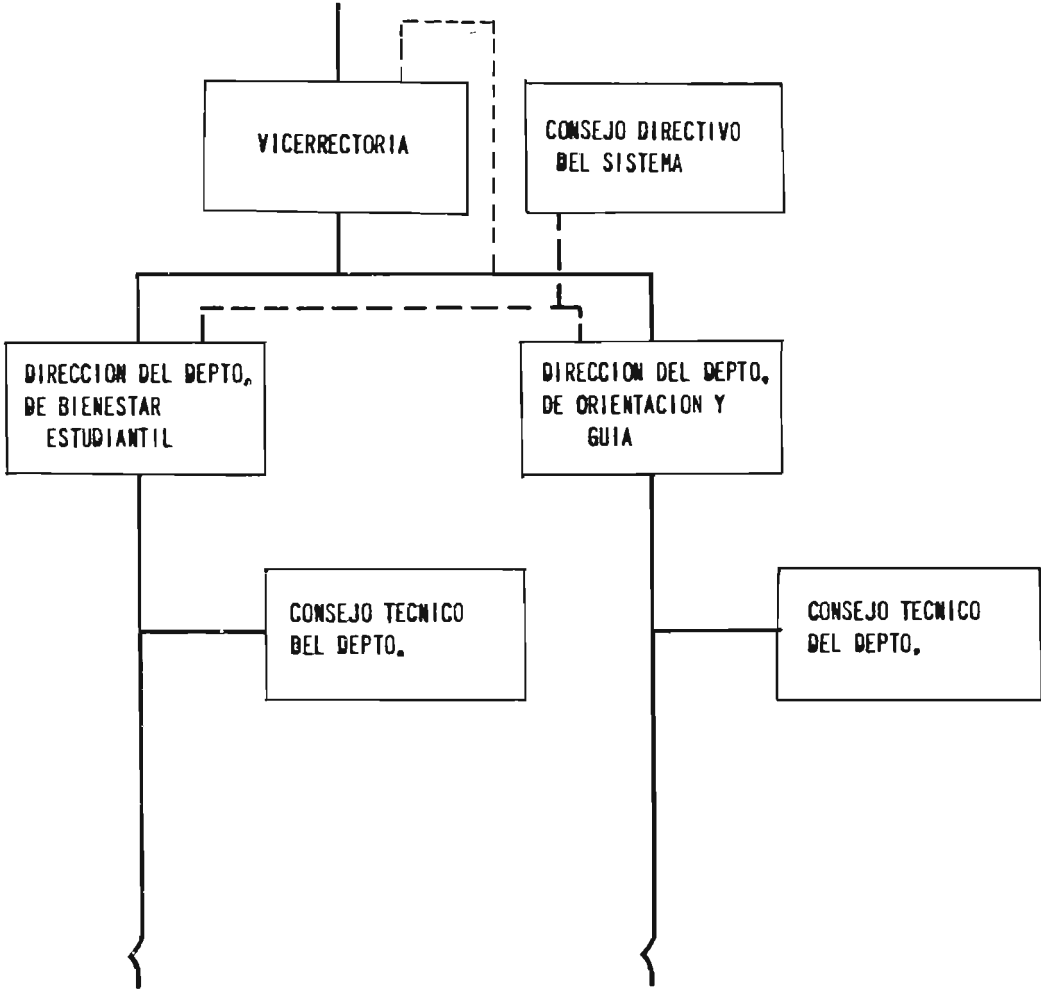 VICERRECTORIA
CONSEJO DIRECTIVO
DEL SISTEMA
DIRECCION DEL DEPTO.
DE BIENESTAR
ESTUDIANTIL
DIRECCION DEL DEPTO.
DE ORIENTACION Y
GUIA
CONSEJO TECNICO
DEL DEPTO.
CONSEJO TECNICO
DEL DEPTO.